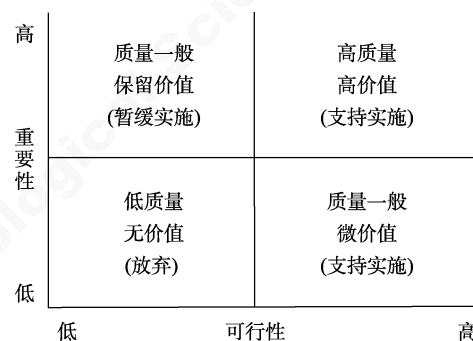 高
质量一般
保留价值
(暂缓实施)
高质量
高价值
(支持实施)
重要性
低质量
无价值
(放弃)
质量一般
微价值
(支持实施)
低
低
可行性
高